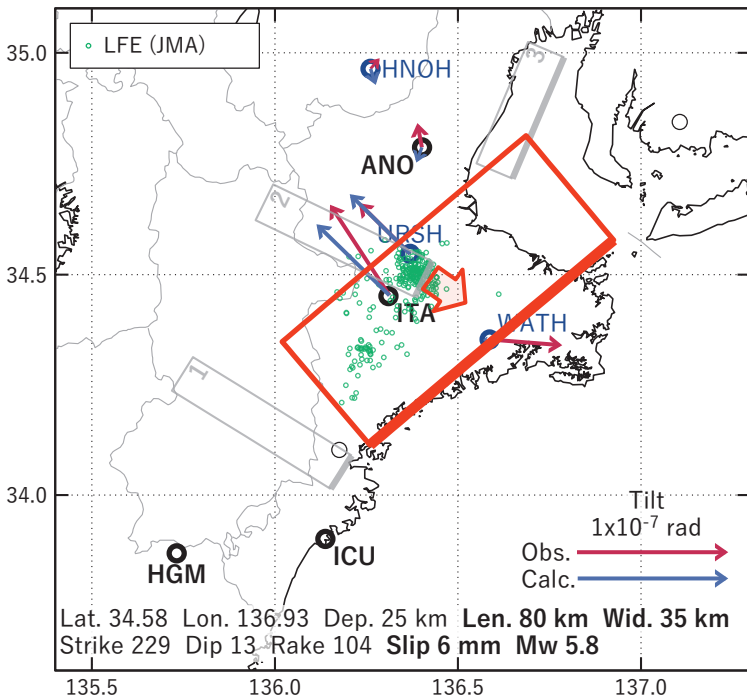 35.0
LFE (JMA)
HNOH
3
ANO
2
URSH
34.5
ITA
WATH
1
34.0
Tilt
1x10⁻⁷ rad
Obs.
Calc.
HGM
ICU
Lat. 34.58 Lon. 136.93 Dep. 25 km Len. 80 km Wid. 35 km
Strike 229 Dip 13 Rake 104 Slip 6 mm Mw 5.8
135.5 136.0 136.5 137.0